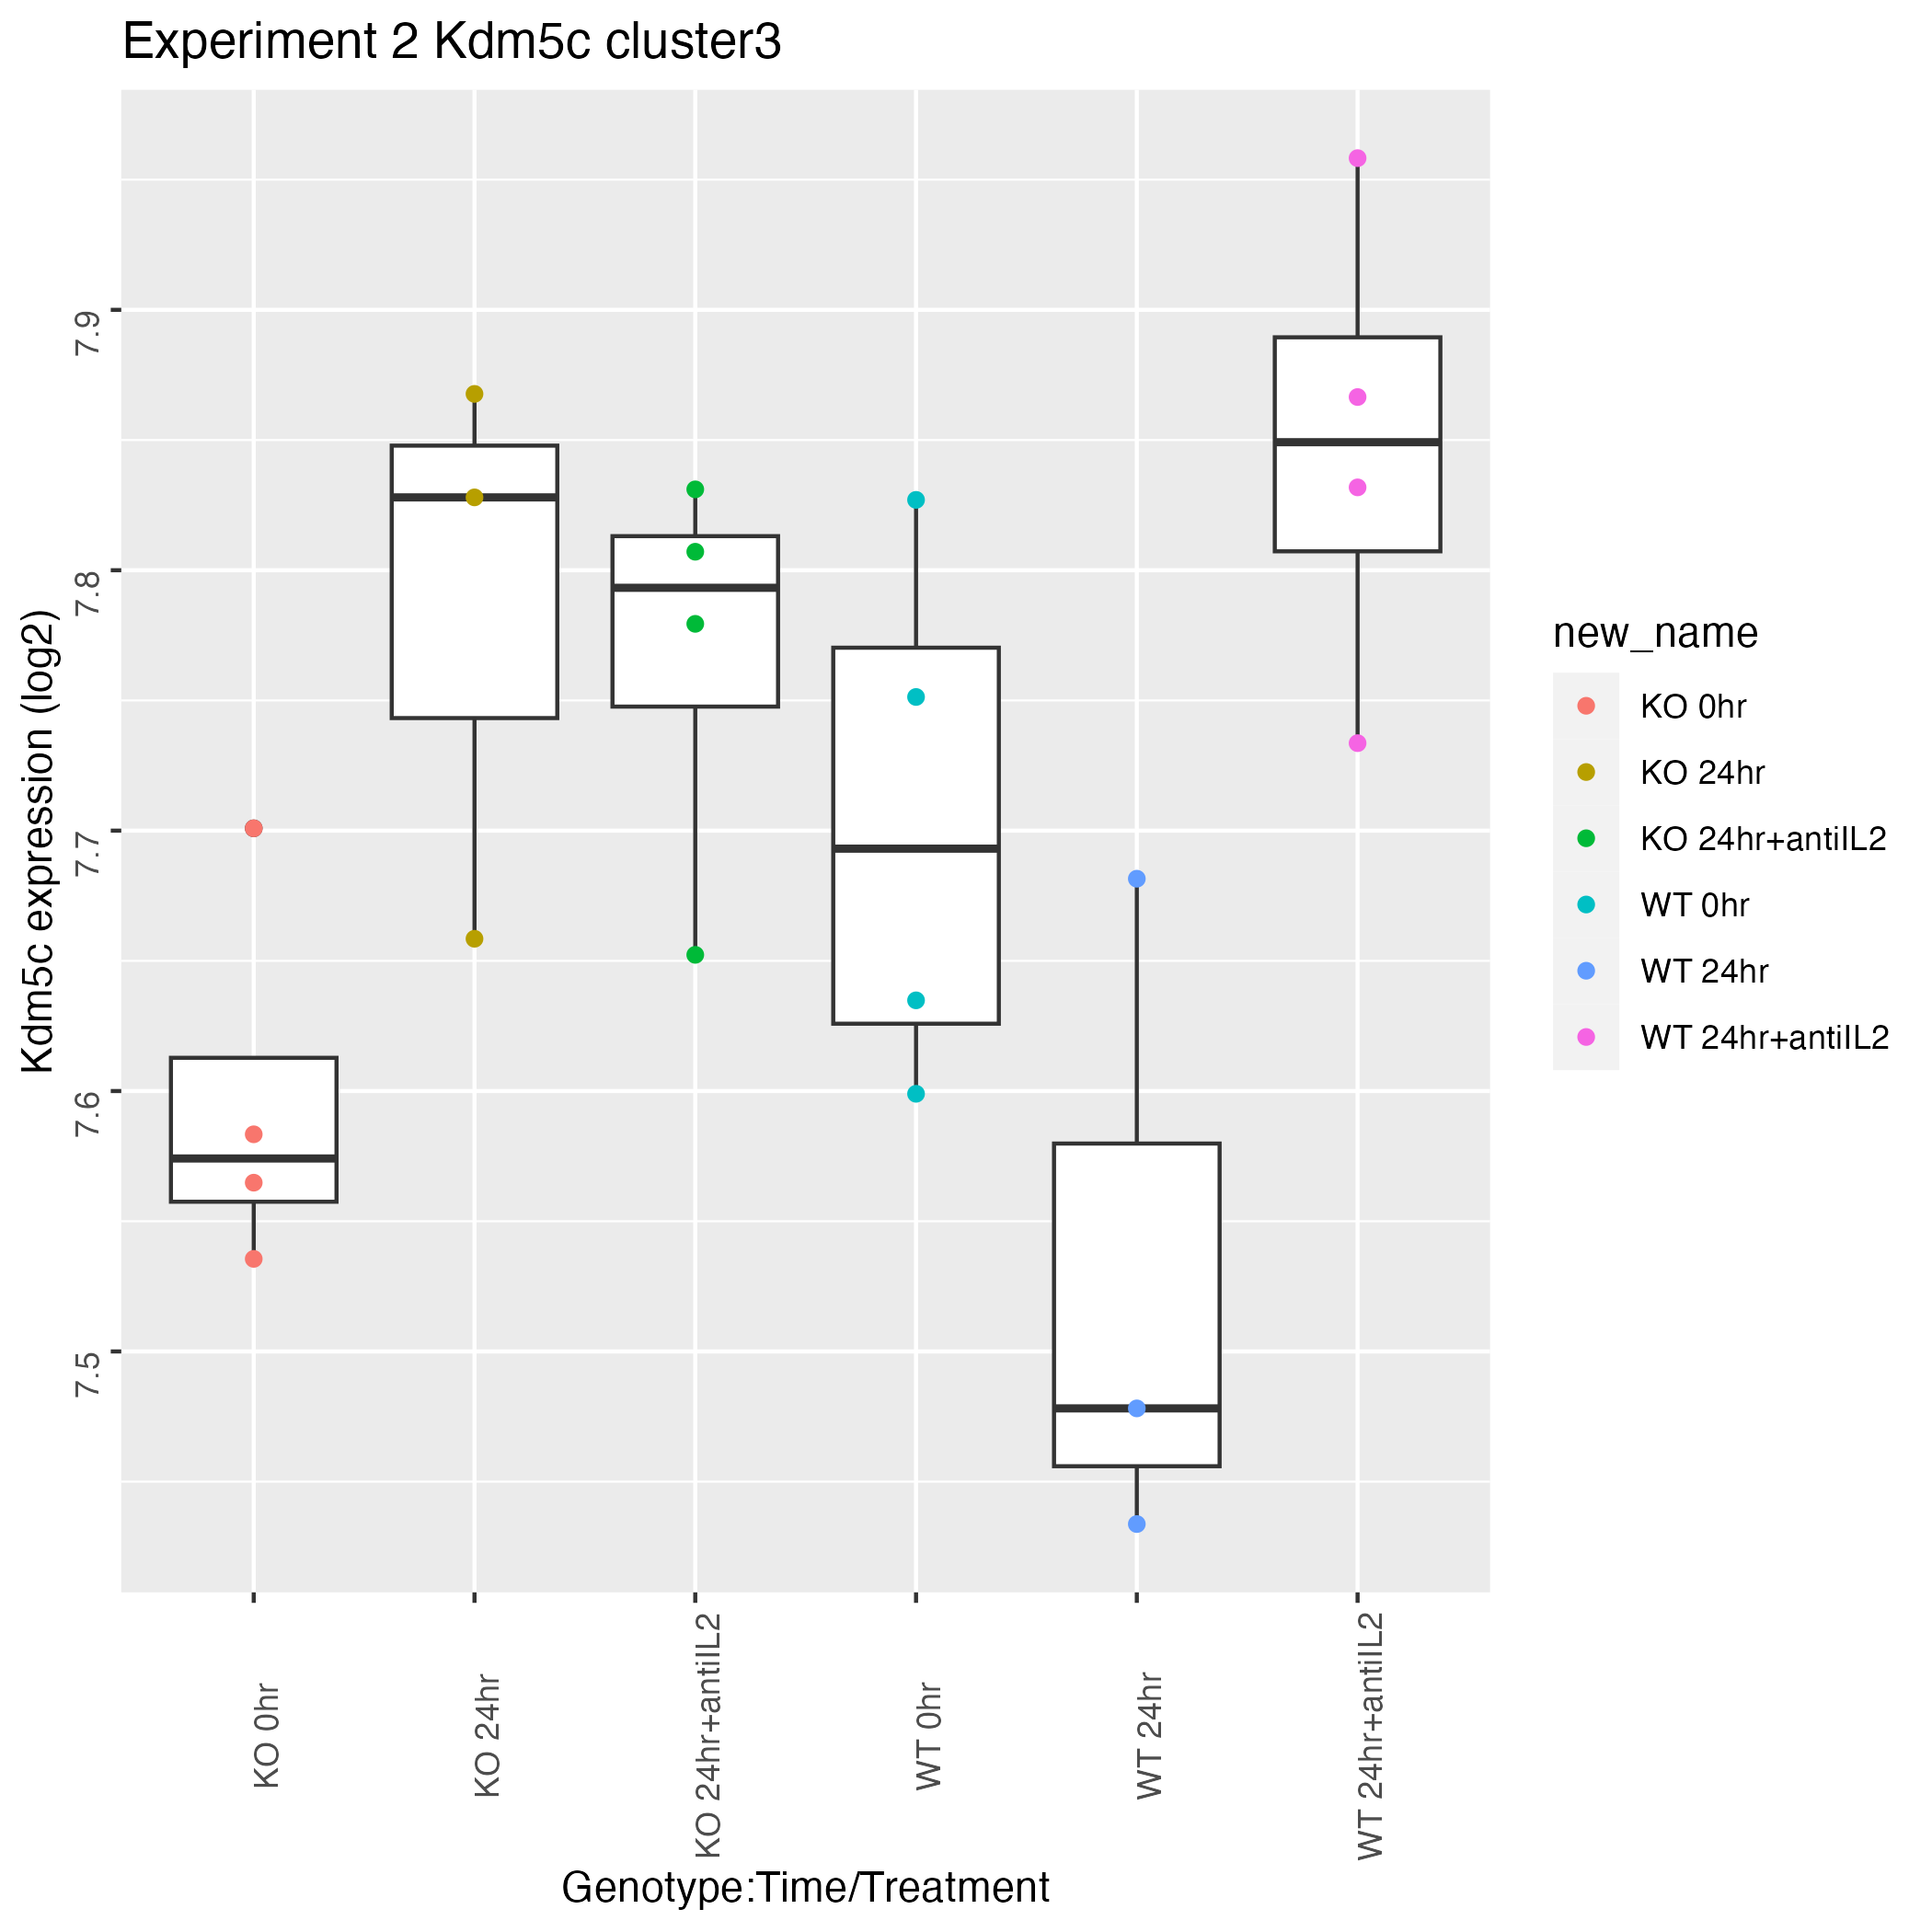 Experiment 2 Kdm5c cluster3
Kdm5c expression (log2)
7.9
7.8
7.7
7.6
7.5
KO 0hr
KO 24hr
KO 24hr+antiIL2
WT 0hr
WT 24hr
WT 24hr+antiIL2
Genotype:Time/Treatment
new_name
KO 0hr
KO 24hr
KO 24hr+antiIL2
WT 0hr
WT 24hr
WT 24hr+antiIL2